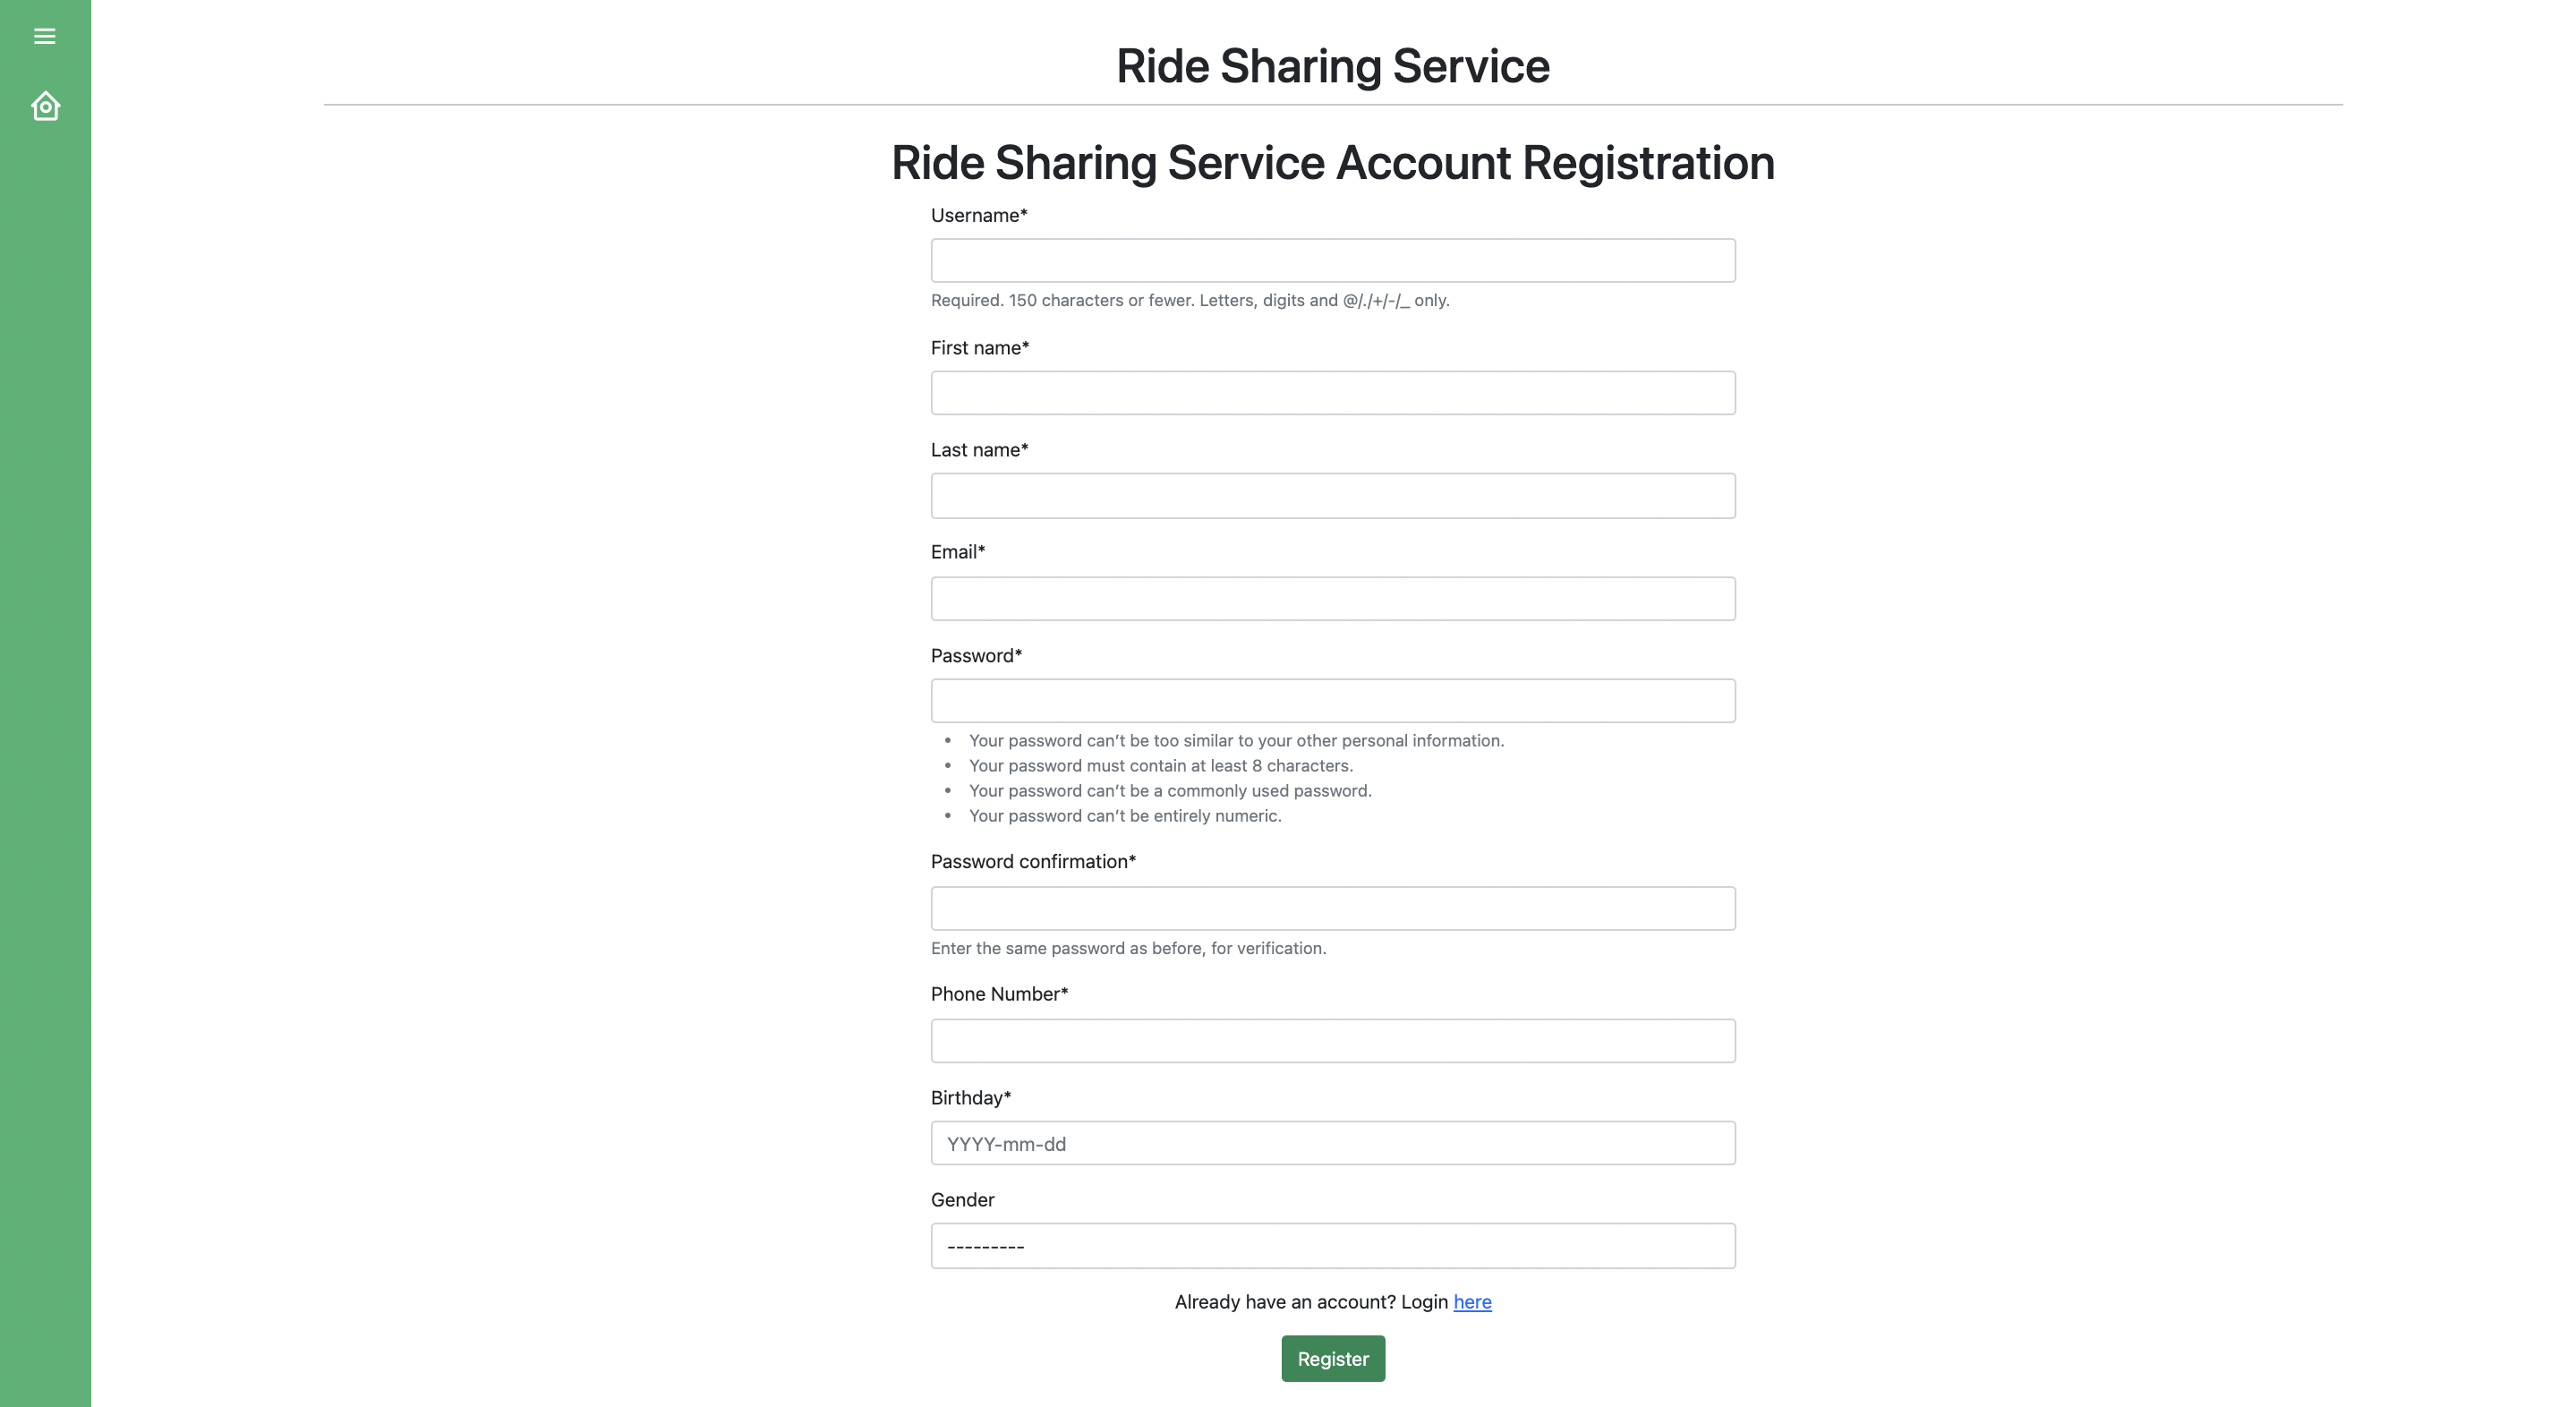 Ride Sharing Service
Ride Sharing Service Account Registration
Username*
Required. 150 characters or fewer. Letters, digits and @/./+/-/_ only.
First name*
Last name*
Email*
Password*
• Your password can’t be too similar to your other personal information.
• Your password must contain at least 8 characters.
• Your password can’t be a commonly used password.
• Your password can’t be entirely numeric.
Password confirmation*
Enter the same password as before, for verification.
Phone Number*
Birthday*
YYYY-mm-dd
Gender
---------
Already have an account? Login here
Register